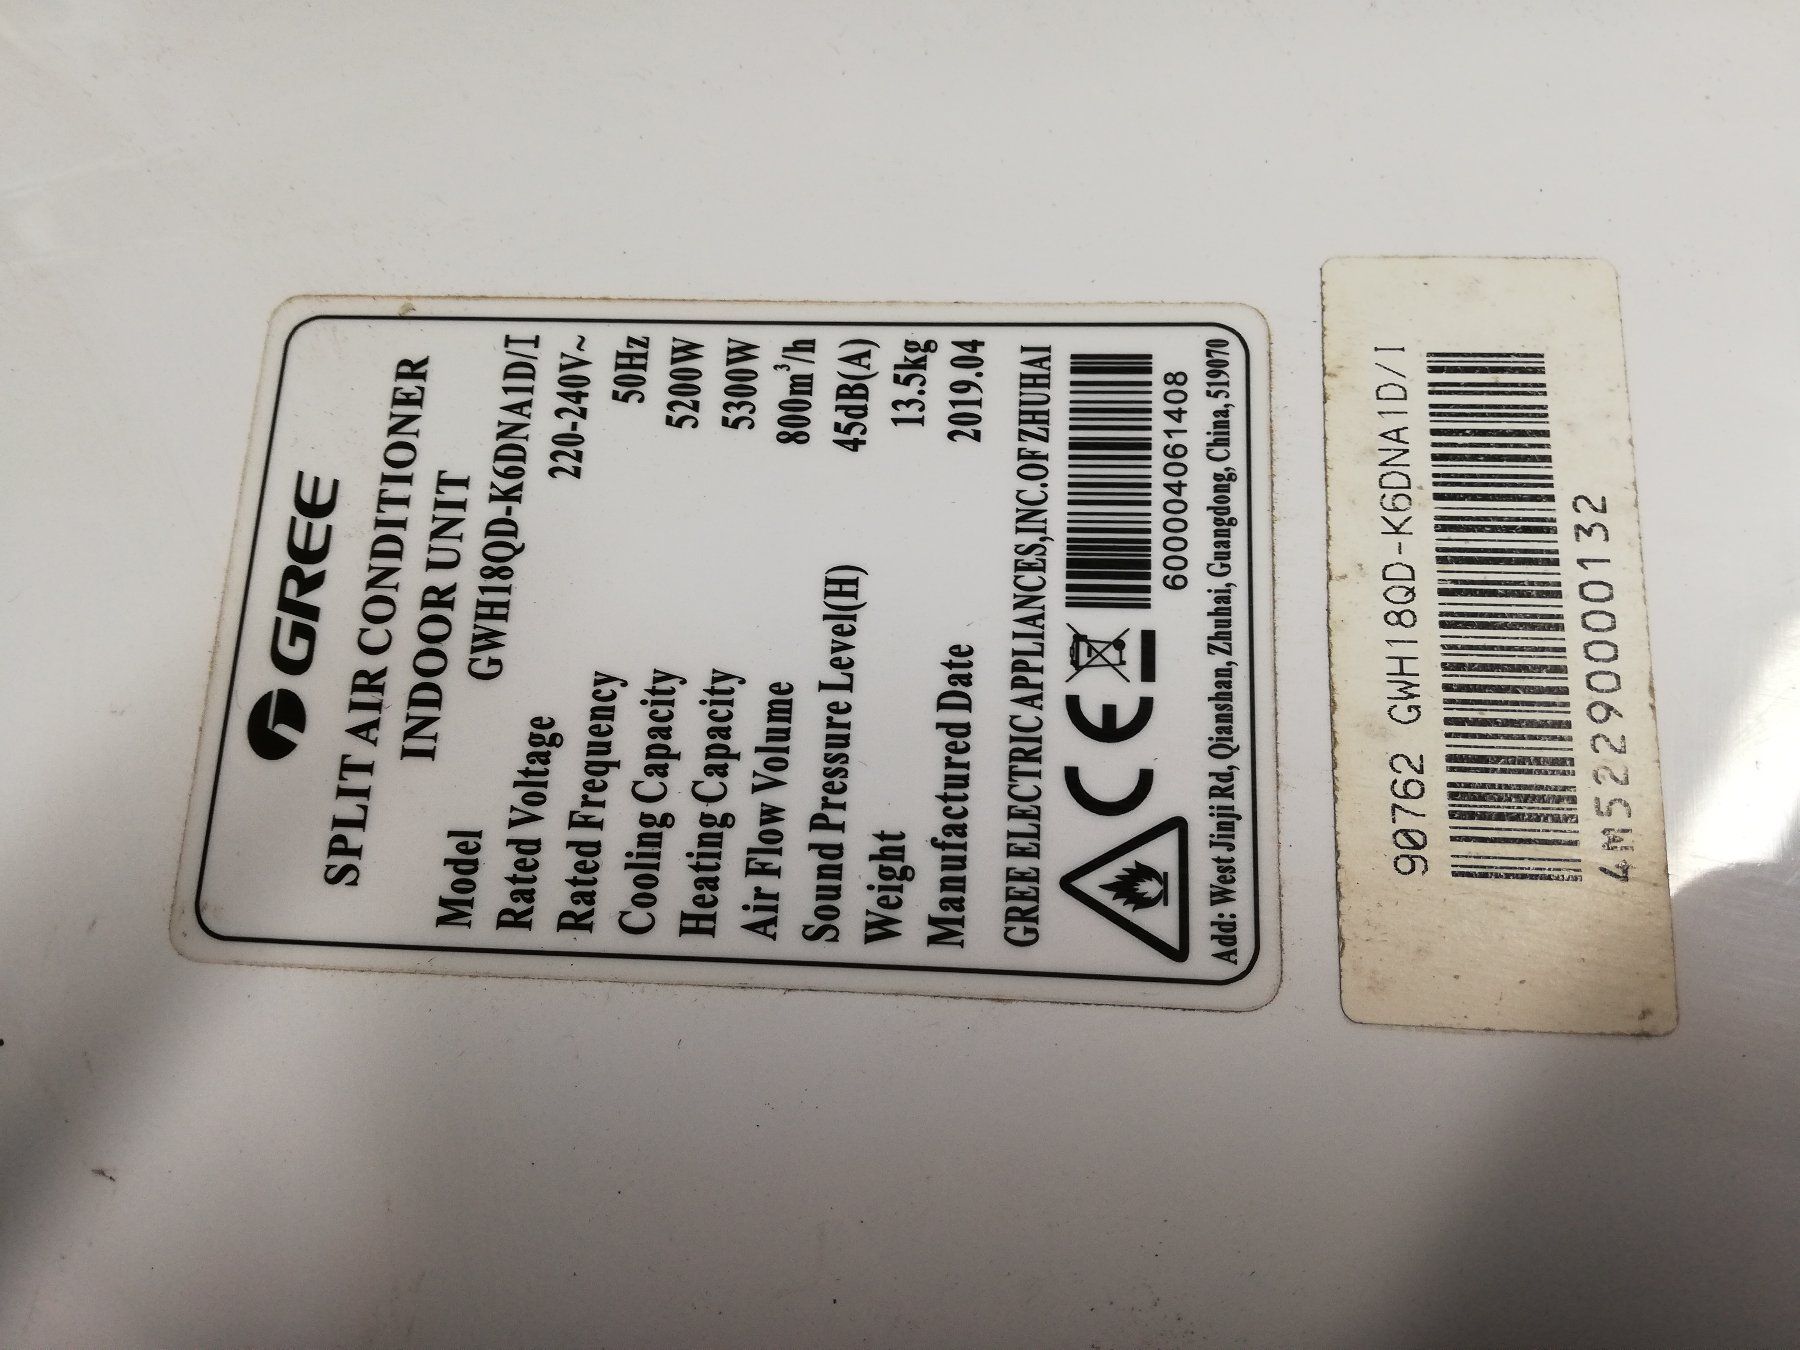 GREE
SPLIT AIR CONDITIONER
INDOOR UNIT
Model GWH18QD-K6DNA1D/I
Rated Voltage 220-240V~
Rated Frequency 50Hz
Cooling Capacity 5200W
Heating Capacity 5300W
Air Flow Volume 800m³/h
Sound Pressure Level(H) 45dB(A)
Weight 13.5kg
Manufactured Date 2019.04
GREE ELECTRIC APPLIANCES,INC.OF ZHUHAI
CE
600004061408
Add: West Jinji Rd, Qianshan, Zhuhai, Guangdong, China, 519070
90762 GWH18QD-K6DNA1D/I
4M52290000132